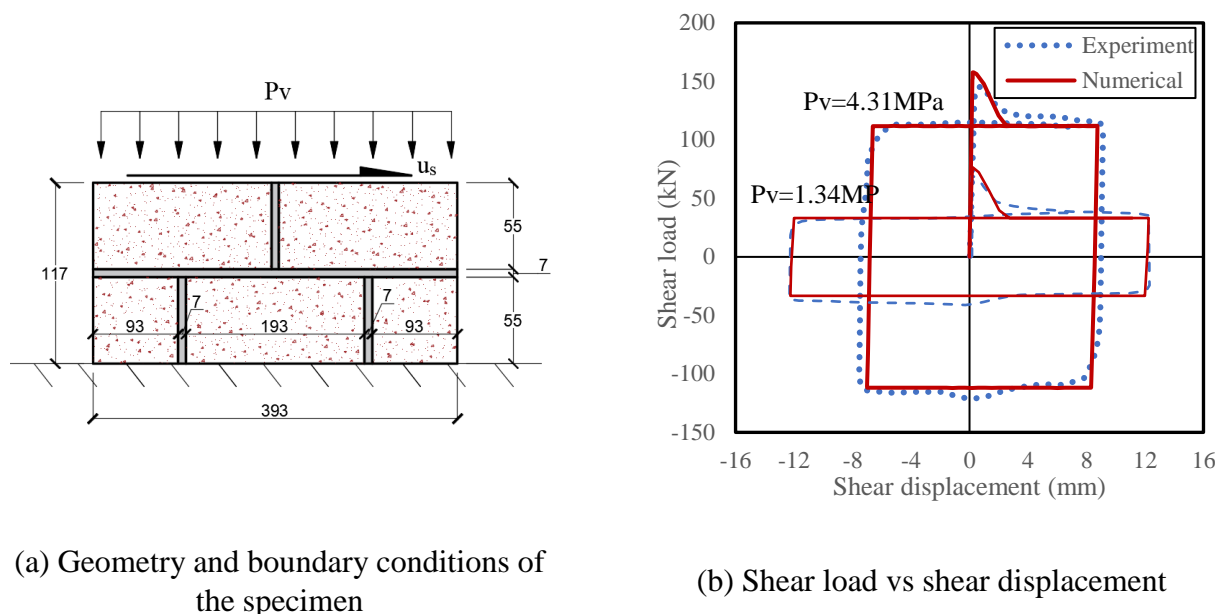 Pv
u_s
117
55
7
55
7
7
93
193
93
393
(a) Geometry and boundary conditions of
the specimen
200
150
100
50
0
-50
-100
-150
Shear load (kN)
Experiment
Numerical
Pv=4.31MPa
Pv=1.34MP
-16
-12
-8
-4
0
4
8
12
16
Shear displacement (mm)
(b) Shear load vs shear displacement